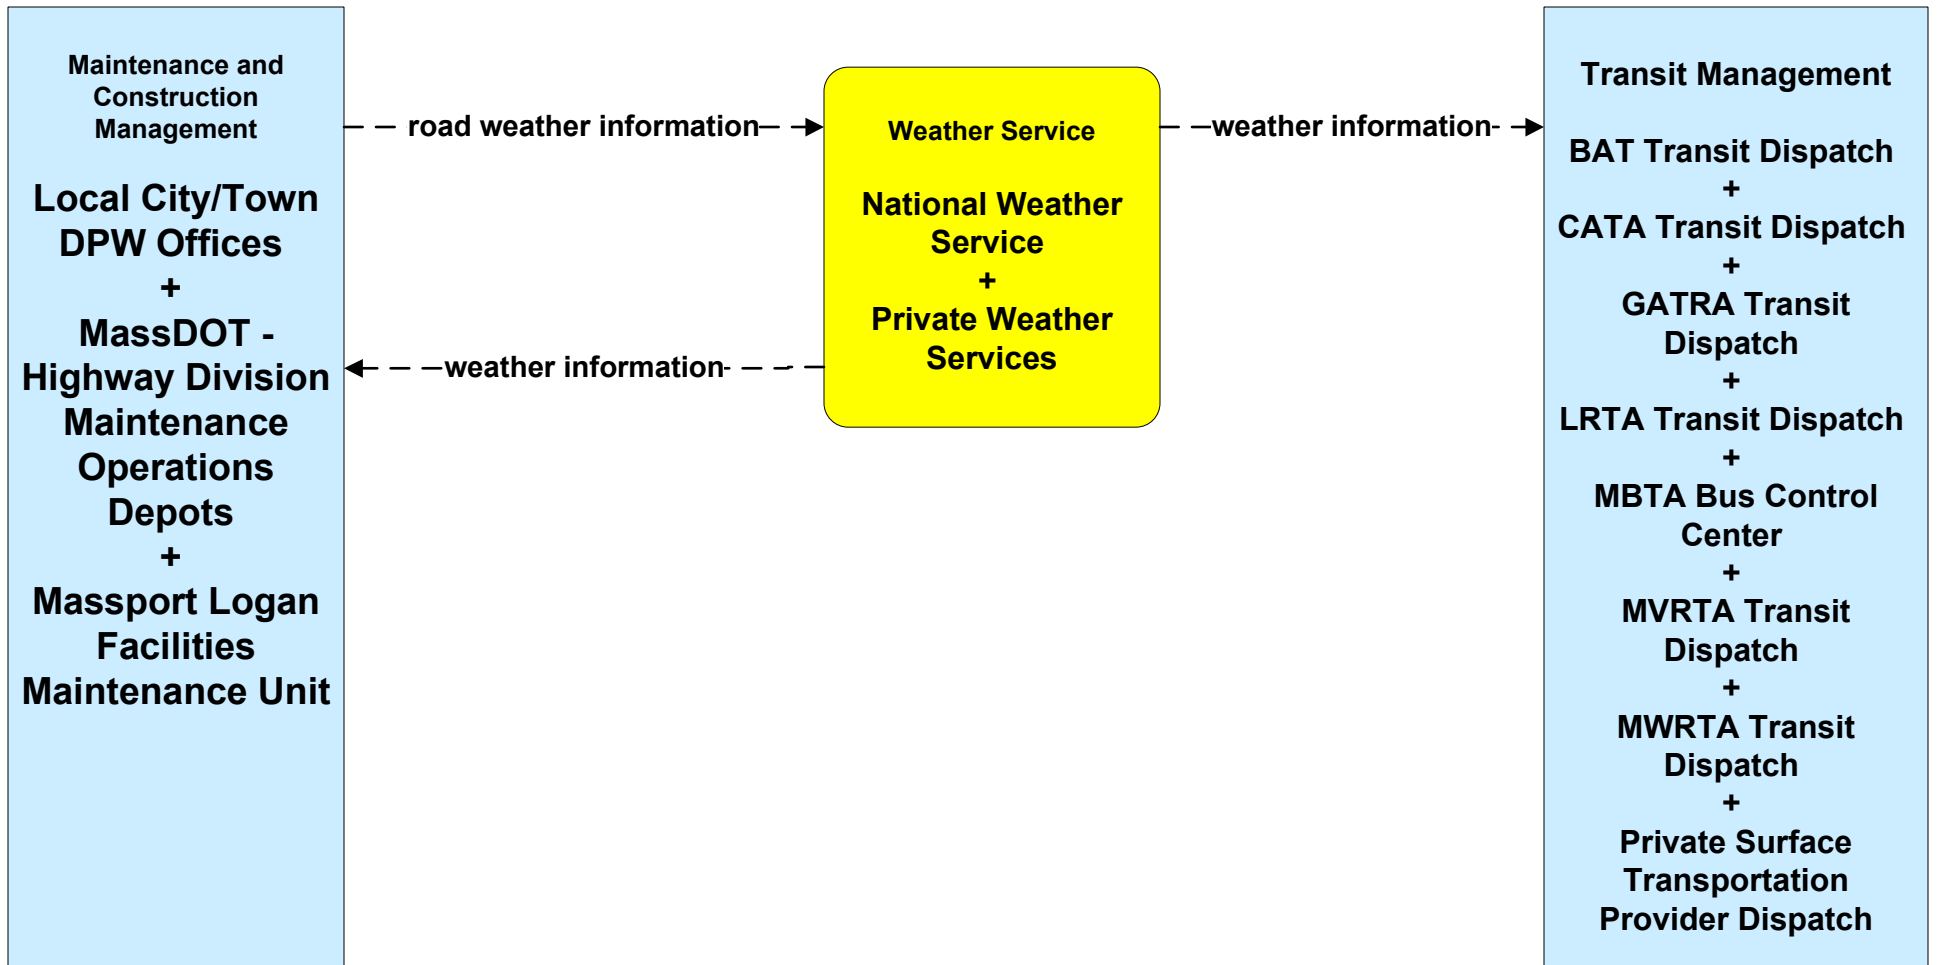 Maintenance and
Construction
Management
Local City/Town
DPW Offices
+
MassDOT -
Highway Division
Maintenance
Operations
Depots
+
Massport Logan
Facilities
Maintenance Unit
road weather information
weather information
Weather Service
National Weather
Service
+
Private Weather
Services
weather information
Transit Management
BAT Transit Dispatch
+
CATA Transit Dispatch
+
GATRA Transit
Dispatch
+
LRTA Transit Dispatch
+
MBTA Bus Control
Center
+
MVRTA Transit
Dispatch
+
MWRTA Transit
Dispatch
+
Private Surface
Transportation
Provider Dispatch